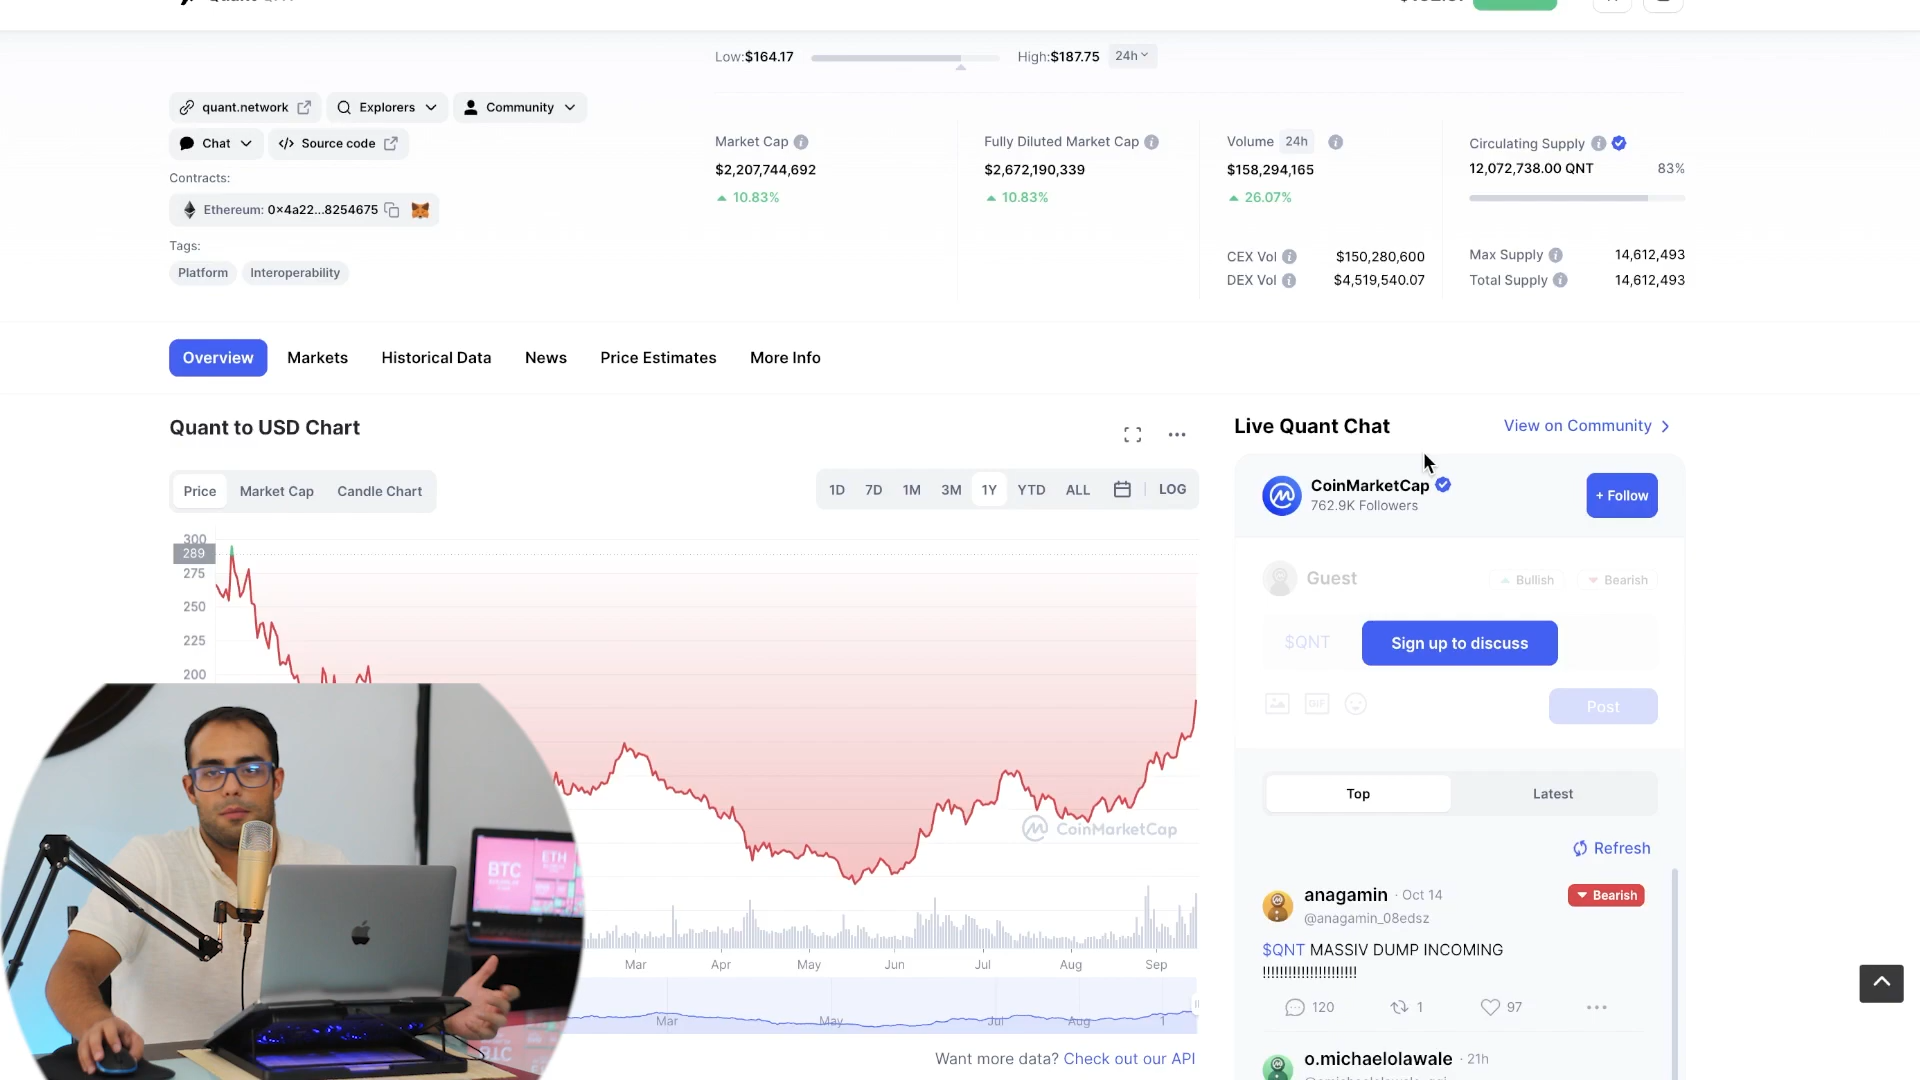 Low:$164.17 High:$187.75 24h
quant.network Explorers Community
Chat Source code
Contracts:
Ethereum: 0x4a22...8254675
Tags:
Platform Interoperability
Market Cap
$2,207,744,692
10.83%
Fully Diluted Market Cap
$2,672,190,339
10.83%
Volume 24h
$158,294,165
26.07%
CEX Vol $150,280,600
DEX Vol $4,519,540.07
Circulating Supply
12,072,738.00 QNT 83%
Max Supply 14,612,493
Total Supply 14,612,493
Overview Markets Historical Data News Price Estimates More Info
Quant to USD Chart
Price Market Cap Candle Chart
1D 7D 1M 3M 1Y YTD ALL LOG
300
289
275
250
225
200
CoinMarketCap
Mar Apr May Jun Jul Aug Sep
Mar May Jul Aug 1
Want more data? Check out our API
Live Quant Chat
View on Community
CoinMarketCap
762.9K Followers
+ Follow
Guest
Bullish Bearish
$QNT
Sign up to discuss
GIF
Post
Top Latest
Refresh
anagamin · Oct 14
Bearish
@anagamin_08edsz
$QNT MASSIV DUMP INCOMING
!!!!!!!!!!!!!!!!!!!!!!
120 1 97
o.michaelolawale · 21h
BTC
ETH
BTC